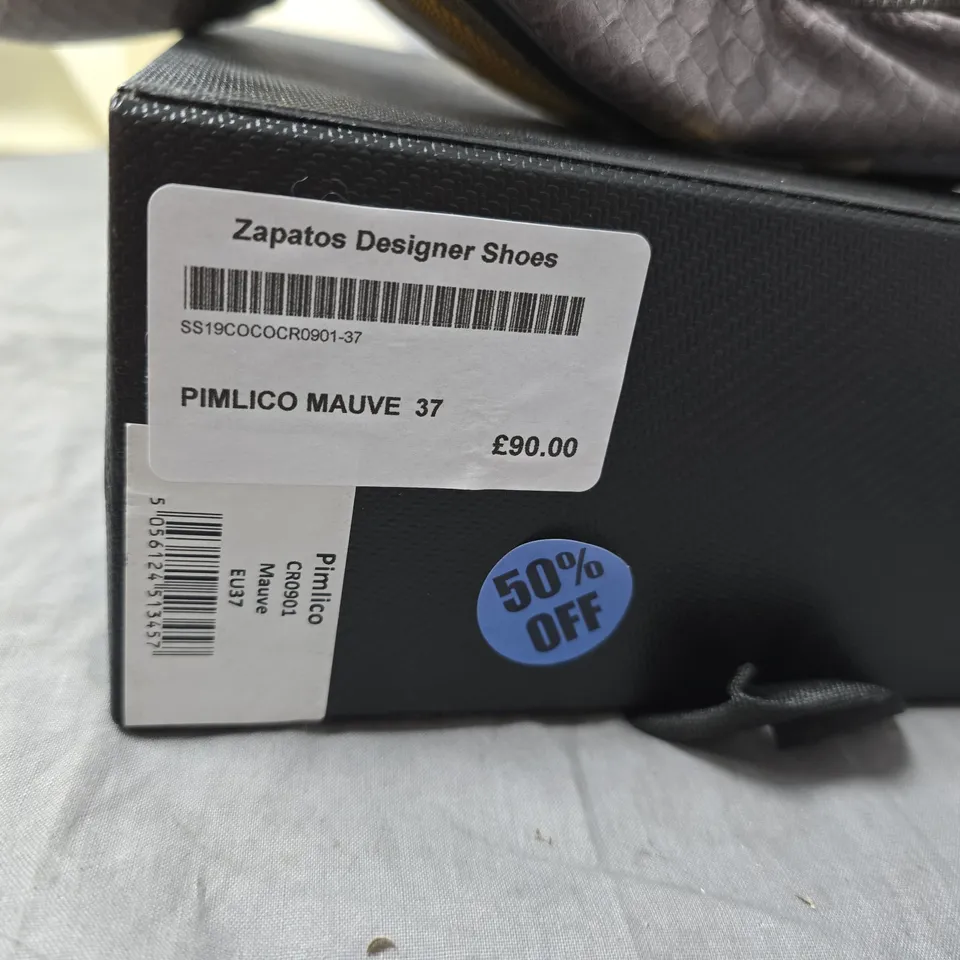 Zapatos Designer Shoes
SS19COCOCR0901-37
PIMLICO MAUVE 37
£90.00
Pimlico
CR0901
Mauve
EU37
5 056124 513457
50%
OFF